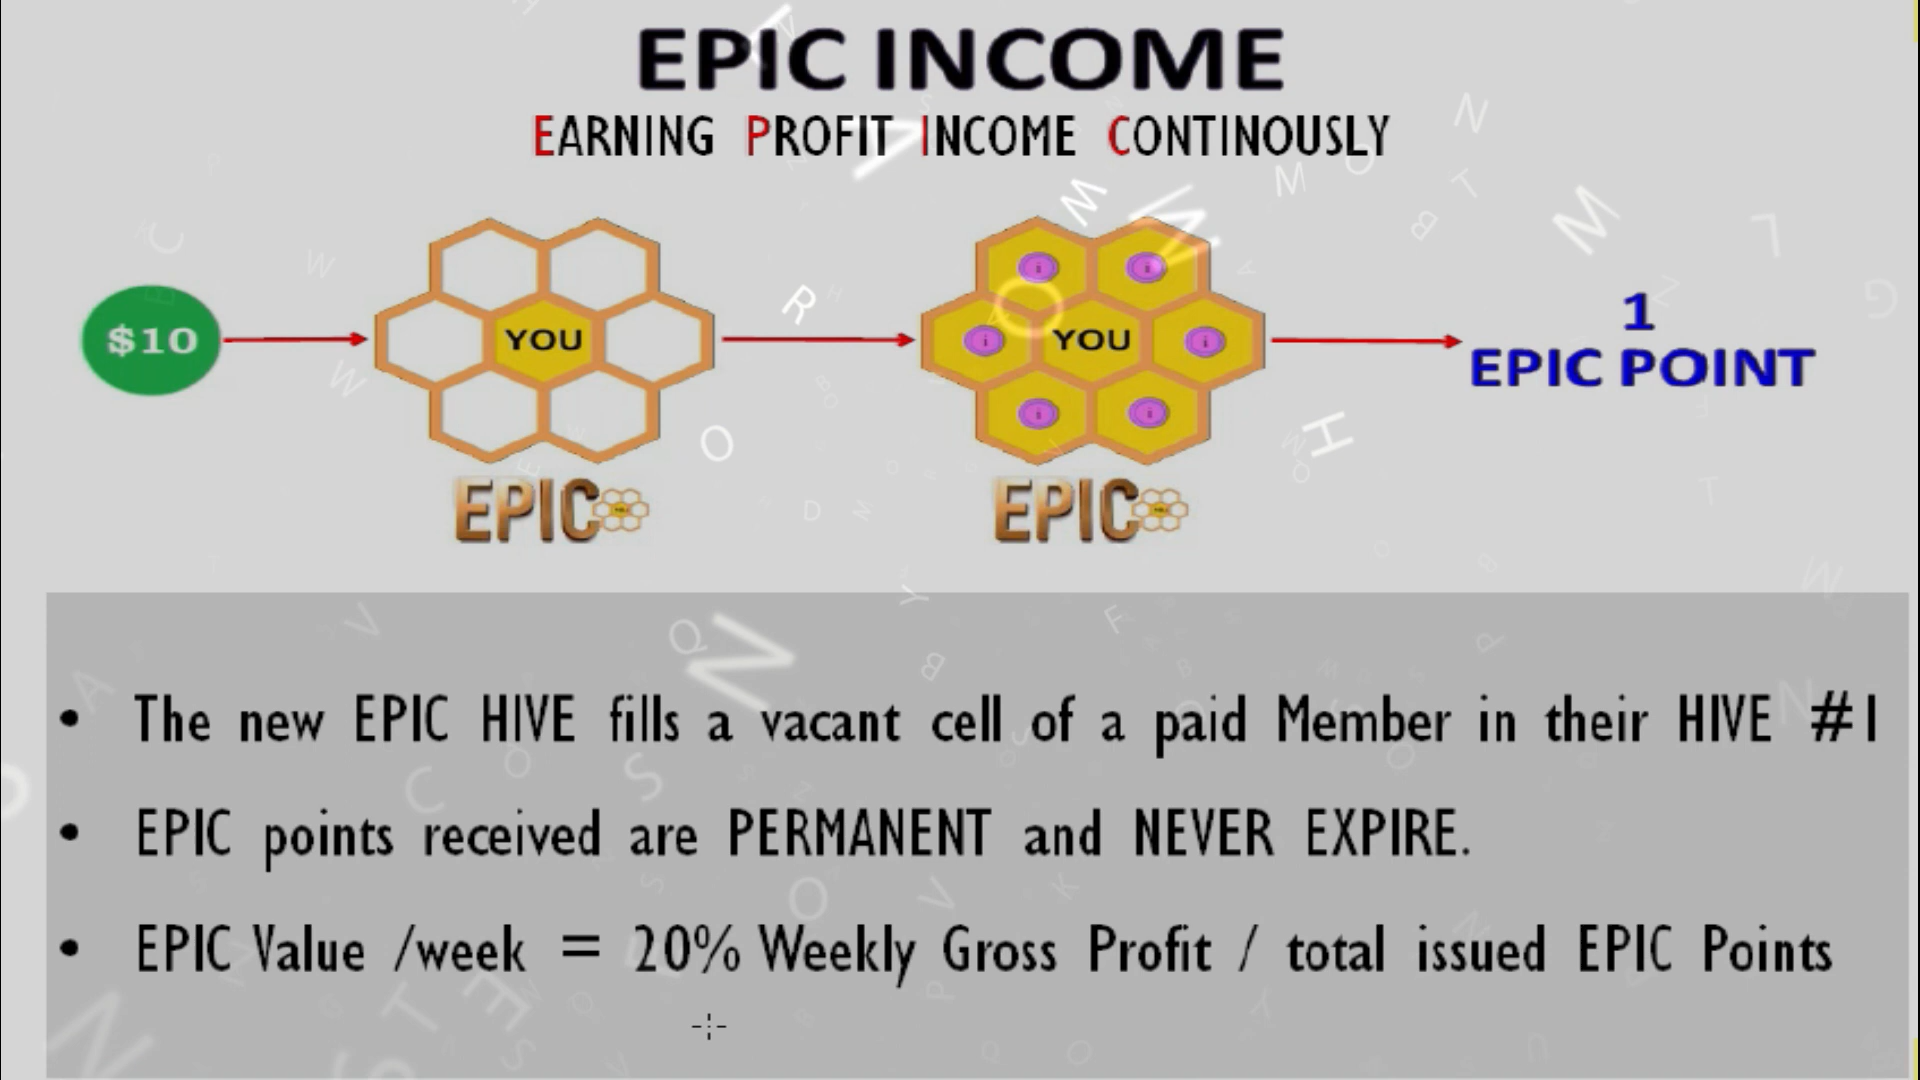 EPIC INCOME
EARNING PROFIT INCOME CONTINOUSLY
$10
YOU
YOU
1
EPIC POINT
EPIC
EPIC
• The new EPIC HIVE fills a vacant cell of a paid Member in their HIVE #1
• EPIC points received are PERMANENT and NEVER EXPIRE.
• EPIC Value /week = 20% Weekly Gross Profit / total issued EPIC Points